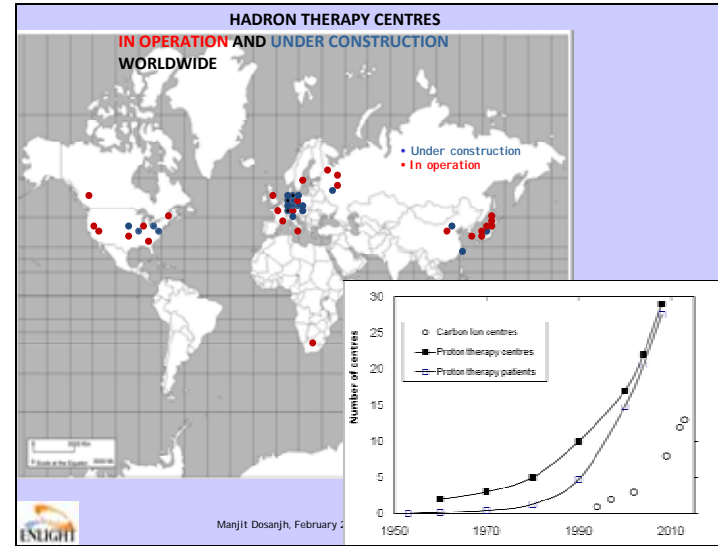 HADRON THERAPY CENTRES
IN OPERATION AND UNDER CONSTRUCTION
WORLDWIDE
• Under construction
• In operation
30
25
20
15
10
5
0
Number of centres
Carbon Ion centres
Proton therapy centres
Proton therapy patients
1950
1970
1990
2010
0
Manjit Dosanjh, February 2
ENLIGHT